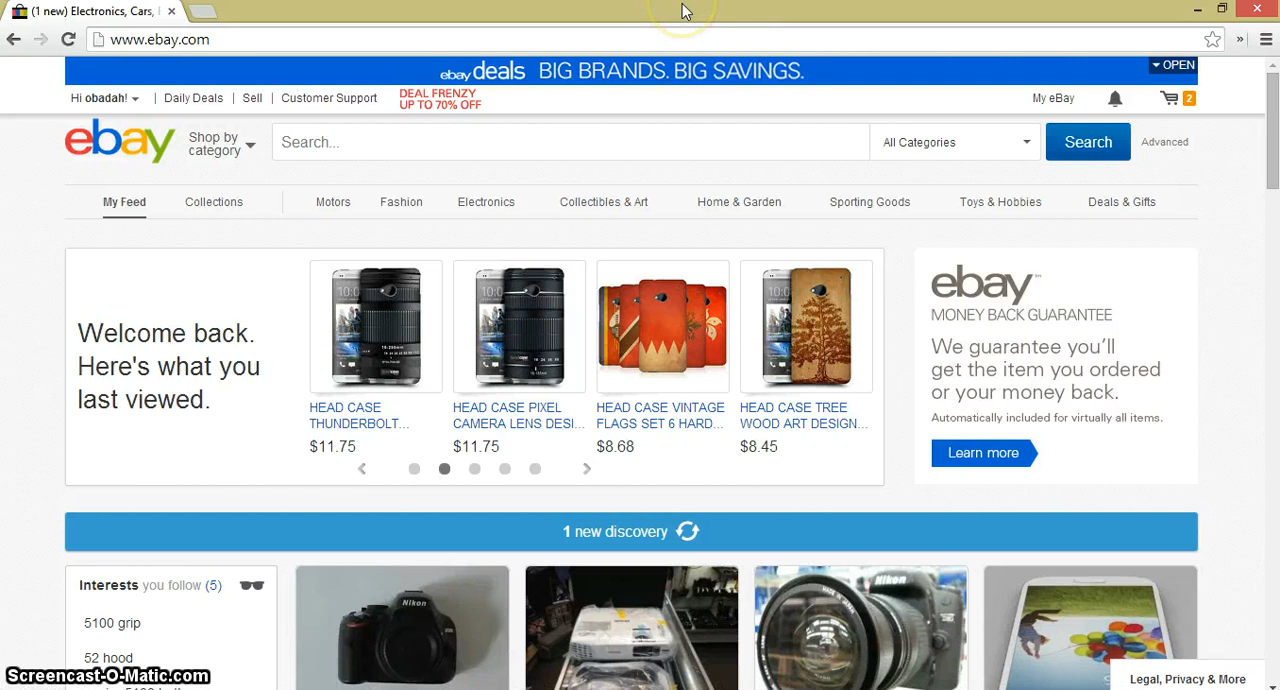 (1 new) Electronics, Cars,
www.ebay.com
ebay deals BIG BRANDS. BIG SAVINGS.
OPEN
Hi obadah!
Daily Deals
Sell
Customer Support
DEAL FRENZY
UP TO 70% OFF
My eBay
2
ebay
Shop by
category
Search...
All Categories
Search
Advanced
My Feed
Collections
Motors
Fashion
Electronics
Collectibles & Art
Home & Garden
Sporting Goods
Toys & Hobbies
Deals & Gifts
Welcome back.
Here's what you
last viewed.
HEAD CASE
THUNDERBOLT...
$11.75
HEAD CASE PIXEL
CAMERA LENS DESI...
$11.75
HEAD CASE VINTAGE
FLAGS SET 6 HARD...
$8.68
HEAD CASE TREE
WOOD ART DESIGN...
$8.45
ebay™
MONEY BACK GUARANTEE
We guarantee you'll
get the item you ordered
or your money back.
Automatically included for virtually all items.
Learn more
1 new discovery
Interests you follow (5)
5100 grip
52 hood
Nikon
Nikon
Legal, Privacy & More
Screencast-O-Matic.com